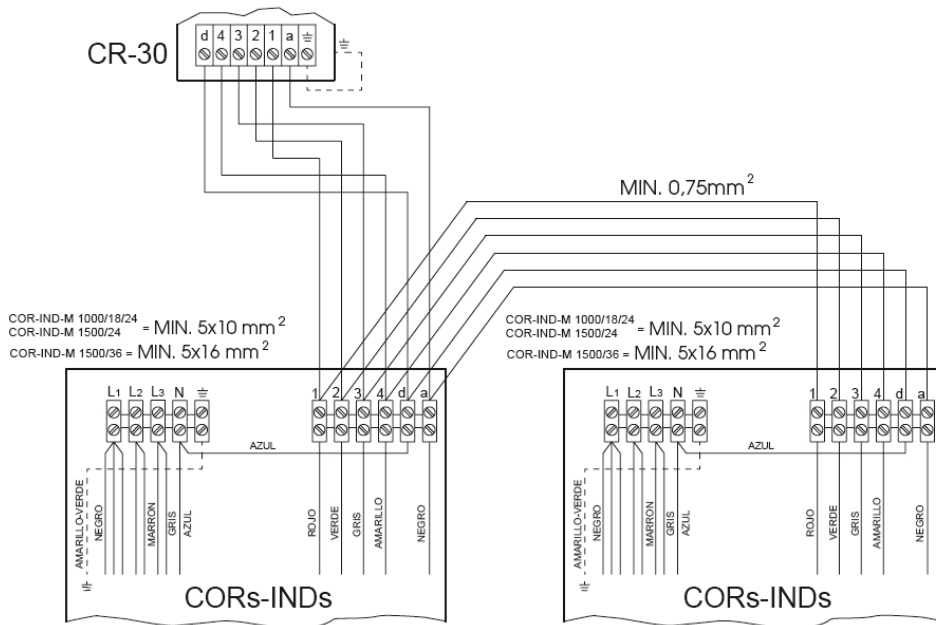 CR-30
d 4 3 2 1 a
MIN. 0,75mm²
COR-IND-M 1000/18/24
COR-IND-M 1500/24 = MIN. 5x10 mm²
COR-IND-M 1500/36 = MIN. 5x16 mm²
COR-IND-M 1000/18/24
COR-IND-M 1500/24 = MIN. 5x10 mm²
COR-IND-M 1500/36 = MIN. 5x16 mm²
L1 L2 L3 N
1 2 3 4 d a
AZUL
AMARILLO-VERDE
NEGRO
MARRON
GRIS
AZUL
ROJO
VERDE
GRIS
AMARILLO
NEGRO
CORs-INDs
L1 L2 L3 N
1 2 3 4 d a
AZUL
AMARILLO-VERDE
NEGRO
MARRON
GRIS
AZUL
ROJO
VERDE
GRIS
AMARILLO
NEGRO
CORs-INDs